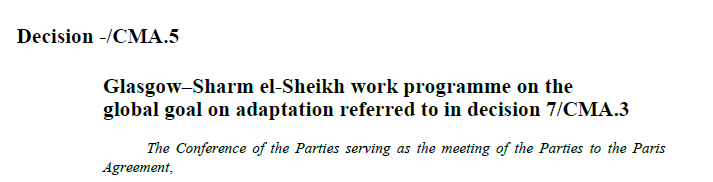 Decision -/CMA.5
Glasgow–Sharm el-Sheikh work programme on the
global goal on adaptation referred to in decision 7/CMA.3
The Conference of the Parties serving as the meeting of the Parties to the Paris
Agreement,